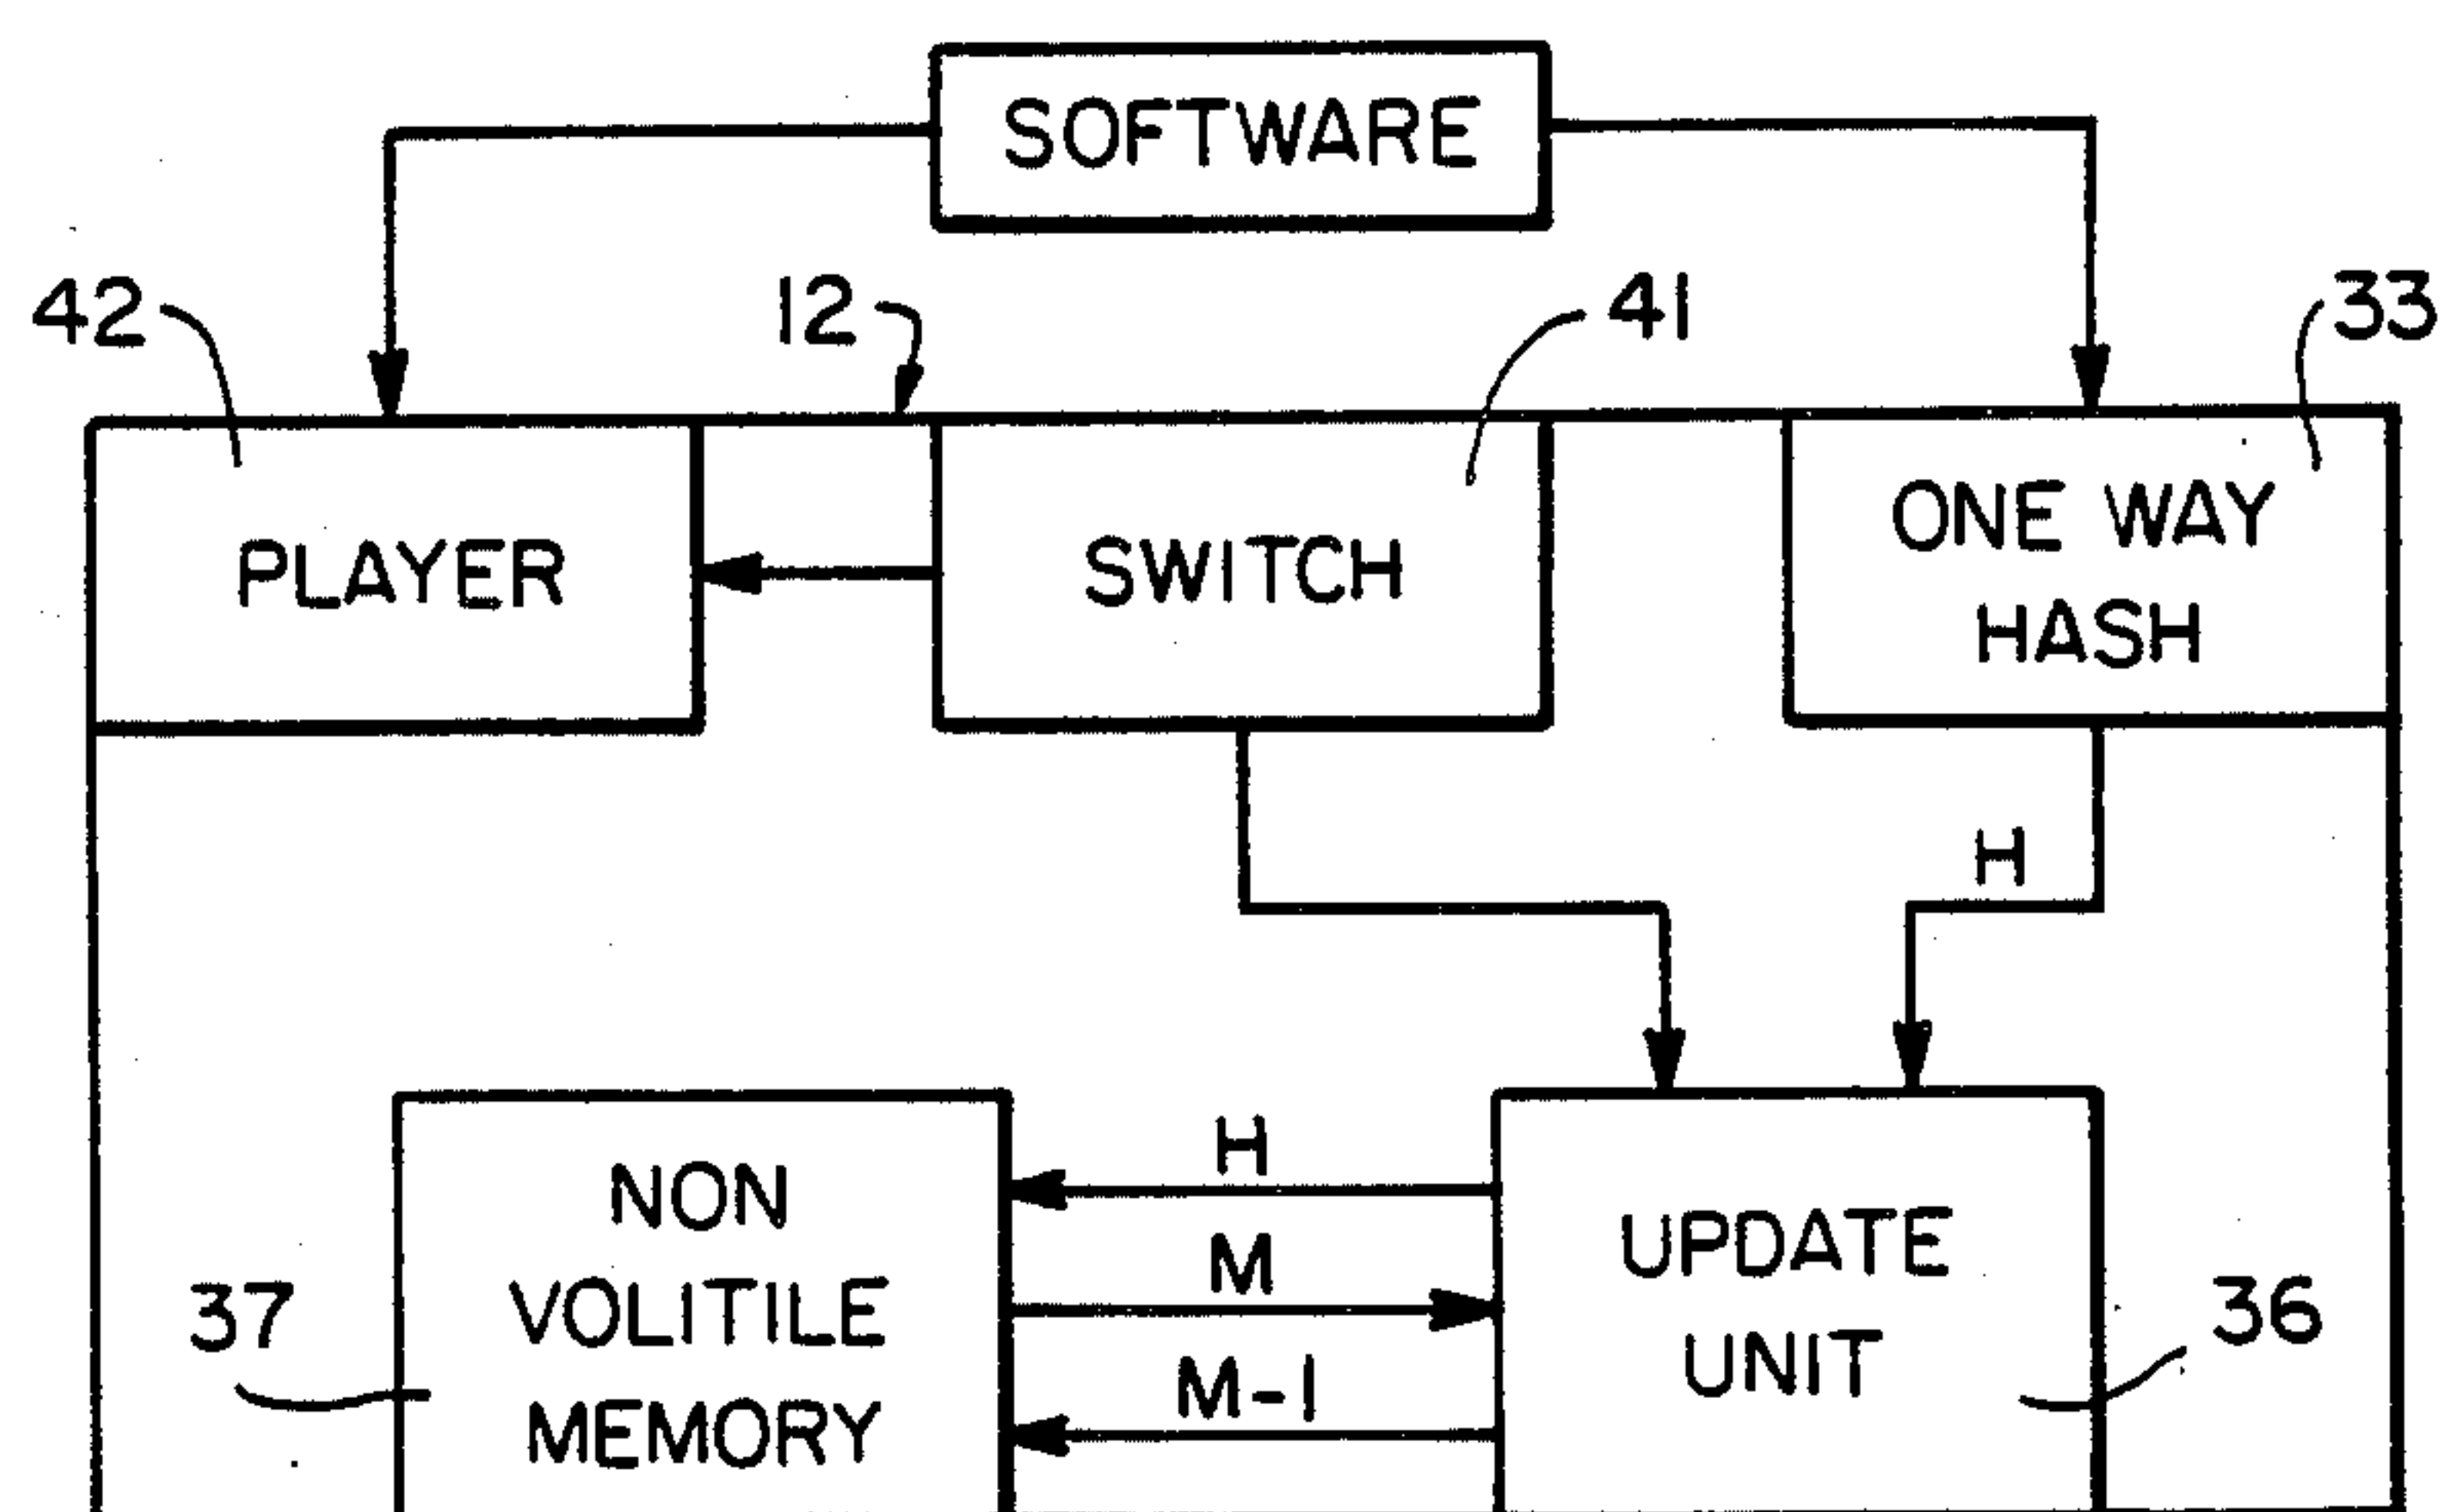 SOFTWARE
42
12
41
33
PLAYER
SWITCH
ONE WAY
HASH
H
NON
VOLITILE
MEMORY
37
H
M
M-1
UPDATE
UNIT
36